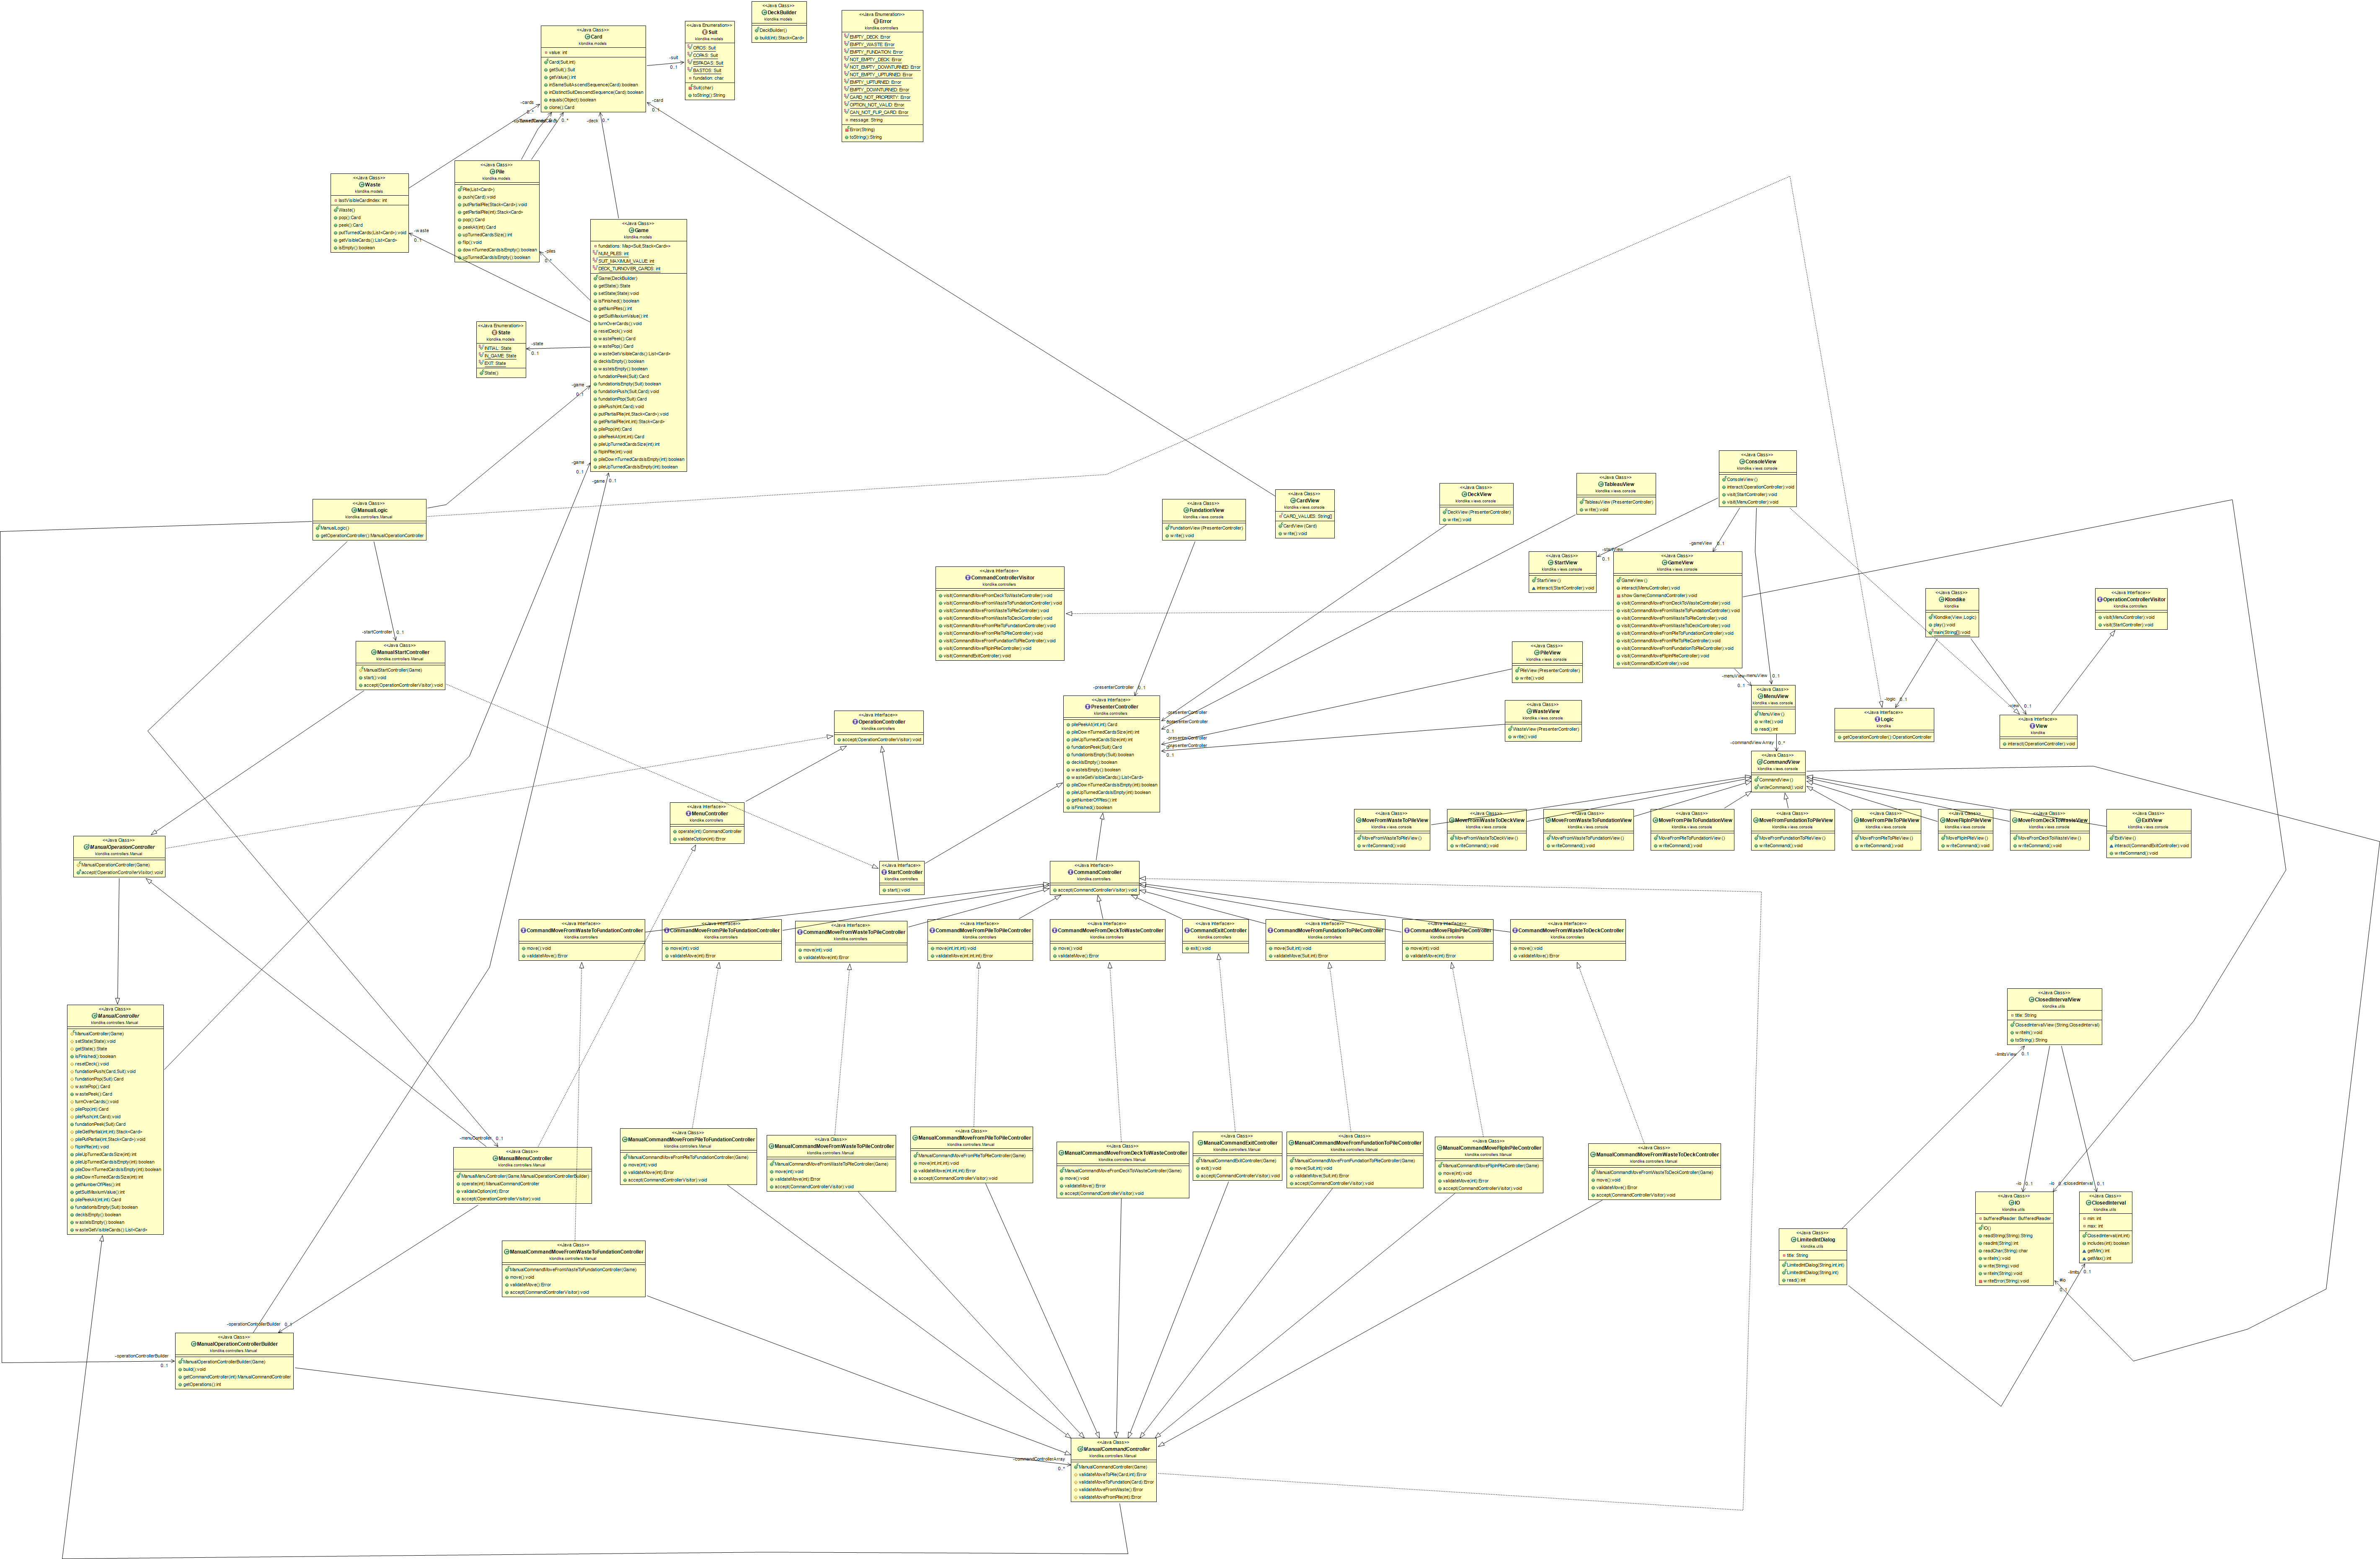 <<Java Class>>
DeckBuilder
klondike.models
DeckBuilder()
build(int):Stack<Card>
<<Java Enumeration>>
Error
klondike.controllers
EMPTY_DECK: Error
EMPTY_WASTE: Error
EMPTY_FUNDATION: Error
NOT_EMPTY_DECK: Error
NOT_EMPTY_DOWNTURNED: Error
NOT_EMPTY_UPTURNED: Error
EMPTY_UPTURNED: Error
EMPTY_DOWNTURNED: Error
CARD_NOT_PROPERTY: Error
OPTION_NOT_VALID: Error
CAN_NOT_FLIP_CARD: Error
message: String
Error(String)
toString():String
<<Java Class>>
Card
klondike.models
value: int
Card(Suit,int)
getSuit():Suit
getValue():int
inSameSuitAscendSequence(Card):boolean
inDistinctSuitDescendSequence(Card):boolean
equals(Object):boolean
clone():Card
-suit
0..1
<<Java Enumeration>>
Suit
klondike.models
OROS: Suit
COPAS: Suit
ESPADAS: Suit
BASTOS: Suit
fundation: char
Suit(char)
toString():String
-cards
-card
0..1
-deck
0..*
<<Java Class>>
Waste
klondike.models
lastVisibleCardIndex: int
Waste()
pop():Card
peek():Card
putTurnedCards(List<Card>):void
getVisibleCards():List<Card>
isEmpty():boolean
<<Java Class>>
Pile
klondike.models
Pile(List<Card>)
push(Card):void
putPartialPile(Stack<Card>):void
getPartialPile(int):Stack<Card>
pop():Card
peekAt(int):Card
upTurnedCardsSize():int
flip():void
downTurnedCardsIsEmpty():boolean
upTurnedCardsIsEmpty():boolean
-waste
0..1
-piles
0..1
<<Java Class>>
Game
klondike.models
fundations: Map<Suit,Stack<Card>>
NUM_PILES: int
SUIT_MAXIMUM_VALUE: int
DECK_TURNOVER_CARDS: int
Game(DeckBuilder)
getState():State
setState(State):void
isFinished():boolean
getNumPiles():int
getSuitMaxiumValue():int
turnOverCards():void
resetDeck():void
wastePeek():Card
wastePop():Card
wasteGetVisibleCards():List<Card>
deckIsEmpty():boolean
wasteIsEmpty():boolean
fundationPeek(Suit):Card
fundationIsEmpty(Suit):boolean
fundationPush(Suit,Card):void
fundationPop(Suit):Card
pilePush(int,Card):void
putPartialPile(int,Stack<Card>):void
getPartialPile(int,int):Stack<Card>
pilePop(int):Card
pilePeekAt(int,int):Card
pileUpTurnedCardsSize(int):int
flipInPile(int):void
pileDownTurnedCardsIsEmpty(int):boolean
pileUpTurnedCardsIsEmpty(int):boolean
<<Java Enumeration>>
State
klondike.models
INITIAL: State
IN_GAME: State
EXIT: State
State()
-state
0..1
-game
0..1
-game
0..1
-game
0..1
<<Java Class>>
ManualLogic
klondike.controllers.Manual
ManualLogic()
getOperationController():ManualOperationController
-startController
0..1
<<Java Class>>
ManualStartController
klondike.controllers.Manual
ManualStartController(Game)
start():void
accept(OperationControllerVisitor):void
<<Java Class>>
FundationView
klondike.views.console
FundationView(PresenterController)
write():void
<<Java Class>>
CardView
klondike.views.console
CARD_VALUES: String[]
CardView(Card)
write():void
<<Java Class>>
DeckView
klondike.views.console
DeckView(PresenterController)
write():void
<<Java Class>>
TableauView
klondike.views.console
TableauView(PresenterController)
write():void
<<Java Class>>
ConsoleView
klondike.views.console
ConsoleView()
interact(OperationController):void
visit(StartController):void
visit(MenuController):void
-startView
0..1
-gameView
0..1
<<Java Class>>
StartView
klondike.views.console
StartView()
interact(StartController):void
<<Java Class>>
GameView
klondike.views.console
GameView()
interact(MenuController):void
showGame(CommandController):void
visit(CommandMoveFromDeckToWasteController):void
visit(CommandMoveFromWasteToFundationController):void
visit(CommandMoveFromWasteToPileController):void
visit(CommandMoveFromWasteToDeckController):void
visit(CommandMoveFromPileToFundationController):void
visit(CommandMoveFromPileToPileController):void
visit(CommandMoveFromFundationToPileController):void
visit(CommandMoveFlipInPileController):void
visit(CommandExitController):void
<<Java Interface>>
CommandControllerVisitor
klondike.controllers
visit(CommandMoveFromDeckToWasteController):void
visit(CommandMoveFromWasteToFundationController):void
visit(CommandMoveFromWasteToPileController):void
visit(CommandMoveFromWasteToDeckController):void
visit(CommandMoveFromPileToFundationController):void
visit(CommandMoveFromPileToPileController):void
visit(CommandMoveFromFundationToPileController):void
visit(CommandMoveFlipInPileController):void
visit(CommandExitController):void
<<Java Class>>
Klondike
klondike
Klondike(View,Logic)
play():void
main(String[]):void
<<Java Interface>>
OperationControllerVisitor
klondike.controllers
visit(MenuController):void
visit(StartController):void
<<Java Class>>
PileView
klondike.views.console
PileView(PresenterController)
write():void
<<Java Class>>
WasteView
klondike.views.console
WasteView(PresenterController)
write():void
-menuView
-menuView
0..1
0..1
<<Java Class>>
MenuView
klondike.views.console
MenuView()
write():void
read():int
-logic
0..1
<<Java Interface>>
Logic
klondike
getOperationController():OperationController
-view
0..1
<<Java Interface>>
View
klondike
interact(OperationController):void
-presenterController
0..1
-presenterController
-presenterController
0..1
-presenterController
-presenterController
0..1
<<Java Interface>>
PresenterController
klondike.controllers
pilePeekAt(int,int):Card
pileDownTurnedCardsSize(int):int
pileUpTurnedCardsSize(int):int
fundationPeek(Suit):Card
fundationIsEmpty(Suit):boolean
deckIsEmpty():boolean
wasteIsEmpty():boolean
wasteGetVisibleCards():List<Card>
pileDownTurnedCardsIsEmpty(int):boolean
pileUpTurnedCardsIsEmpty(int):boolean
getNumberOfPiles():int
isFinished():boolean
<<Java Interface>>
OperationController
klondike.controllers
accept(OperationControllerVisitor):void
-commandViewArray
0..*
<<Java Class>>
CommandView
klondike.views.console
CommandView()
writeCommand():void
<<Java Interface>>
MenuController
klondike.controllers
operate(int):CommandController
validateOption(int):Error
<<Java Class>>
MoveFromWasteToPileView
klondike.views.console
MoveFromWasteToPileView()
writeCommand():void
<<Java Class>>
MoveFromWasteToDeckView
klondike.views.console
MoveFromWasteToDeckView()
writeCommand():void
<<Java Class>>
MoveFromWasteToFundationView
klondike.views.console
MoveFromWasteToFundationView()
writeCommand():void
<<Java Class>>
MoveFromPileToFundationView
klondike.views.console
MoveFromPileToFundationView()
writeCommand():void
<<Java Class>>
MoveFromFundationToPileView
klondike.views.console
MoveFromFundationToPileView()
writeCommand():void
<<Java Class>>
MoveFromPileToPileView
klondike.views.console
MoveFromPileToPileView()
writeCommand():void
<<Java Class>>
MoveFlipInPileView
klondike.views.console
MoveFlipInPileView()
writeCommand():void
<<Java Class>>
MoveFromDeckToWasteView
klondike.views.console
MoveFromDeckToWasteView()
writeCommand():void
<<Java Class>>
ExitView
klondike.views.console
ExitView()
interact(CommandExitController):void
writeCommand():void
<<Java Class>>
ManualOperationController
klondike.controllers.Manual
ManualOperationController(Game)
accept(OperationControllerVisitor):void
<<Java Interface>>
StartController
klondike.controllers
start():void
<<Java Interface>>
CommandController
klondike.controllers
accept(CommandControllerVisitor):void
<<Java Interface>>
CommandMoveFromWasteToFundationController
klondike.controllers
move():void
validateMove():Error
<<Java Interface>>
CommandMoveFromPileToFundationController
klondike.controllers
move(int):void
validateMove(int):Error
<<Java Interface>>
CommandMoveFromWasteToPileController
klondike.controllers
move(int):void
validateMove(int):Error
<<Java Interface>>
CommandMoveFromPileToPileController
klondike.controllers
move(int,int,int):void
validateMove(int,int,int):Error
<<Java Interface>>
CommandMoveFromDeckToWasteController
klondike.controllers
move():void
validateMove():Error
<<Java Interface>>
CommandExitController
klondike.controllers
exit():void
<<Java Interface>>
CommandMoveFromFundationToPileController
klondike.controllers
move(Suit,int):void
validateMove(Suit,int):Error
<<Java Interface>>
CommandMoveFlipInPileController
klondike.controllers
move(int):void
validateMove(int):Error
<<Java Interface>>
CommandMoveFromWasteToDeckController
klondike.controllers
move():void
validateMove():Error
<<Java Class>>
ManualController
klondike.controllers.Manual
ManualController(Game)
setState(State):void
getState():State
isFinished():boolean
resetDeck():void
fundationPush(Card,Suit):void
fundationPop(Suit):Card
wastePop():Card
wastePeek():Card
turnOverCards():void
pilePop(int):Card
pilePush(int,Card):void
fundationPeek(Suit):Card
pileGetPartial(int,int):Stack<Card>
pilePutPartial(int,Stack<Card>):void
flipInPile(int):void
pileUpTurnedCardsSize(int):int
pileUpTurnedCardsIsEmpty(int):boolean
pileDownTurnedCardsIsEmpty(int):boolean
pileDownTurnedCardsSize(int):int
getNumberOfPiles():int
getSuitMaxiumValue():int
pilePeekAt(int,int):Card
fundationIsEmpty(Suit):boolean
deckIsEmpty():boolean
wasteIsEmpty():boolean
wasteGetVisibleCards():List<Card>
<<Java Class>>
ClosedIntervalView
klondike.utils
title: String
ClosedIntervalView(String,ClosedInterval)
writeln():void
toString():String
-limitsView
0..1
-menuController
0..1
<<Java Class>>
ManualMenuController
klondike.controllers.Manual
ManualMenuController(Game,ManualOperationControllerBuilder)
operate(int):ManualCommandController
validateOption(int):Error
accept(OperationControllerVisitor):void
<<Java Class>>
ManualCommandMoveFromPileToFundationController
klondike.controllers.Manual
ManualCommandMoveFromPileToFundationController(Game)
move(int):void
validateMove(int):Error
accept(CommandControllerVisitor):void
<<Java Class>>
ManualCommandMoveFromWasteToPileController
klondike.controllers.Manual
ManualCommandMoveFromWasteToPileController(Game)
move(int):void
validateMove(int):Error
accept(CommandControllerVisitor):void
<<Java Class>>
ManualCommandMoveFromPileToPileController
klondike.controllers.Manual
ManualCommandMoveFromPileToPileController(Game)
move(int,int,int):void
validateMove(int,int,int):Error
accept(CommandControllerVisitor):void
<<Java Class>>
ManualCommandMoveFromDeckToWasteController
klondike.controllers.Manual
ManualCommandMoveFromDeckToWasteController(Game)
move():void
validateMove():Error
accept(CommandControllerVisitor):void
<<Java Class>>
ManualCommandExitController
klondike.controllers.Manual
ManualCommandExitController(Game)
exit():void
accept(CommandControllerVisitor):void
<<Java Class>>
ManualCommandMoveFromFundationToPileController
klondike.controllers.Manual
ManualCommandMoveFromFundationToPileController(Game)
move(Suit,int):void
validateMove(Suit,int):Error
accept(CommandControllerVisitor):void
<<Java Class>>
ManualCommandMoveFlipInPileController
klondike.controllers.Manual
ManualCommandMoveFlipInPileController(Game)
move(int):void
validateMove(int):Error
accept(CommandControllerVisitor):void
<<Java Class>>
ManualCommandMoveFromWasteToDeckController
klondike.controllers.Manual
ManualCommandMoveFromWasteToDeckController(Game)
move():void
validateMove():Error
accept(CommandControllerVisitor):void
-io
0..1
-io
-closedInterval
0..1
<<Java Class>>
IO
klondike.utils
bufferedReader: BufferedReader
IO()
readString(String):String
readInt(String):int
readChar(String):char
writeln():void
write(String):void
writeln(String):void
writeError(String):void
<<Java Class>>
ClosedInterval
klondike.utils
min: int
max: int
ClosedInterval(int,int)
includes(int):boolean
getMin():int
getMax():int
<<Java Class>>
LimitedIntDialog
klondike.utils
title: String
LimitedIntDialog(String,int,int)
LimitedIntDialog(String,int)
read():int
-limits
0..1
#io
0..1
<<Java Class>>
ManualCommandMoveFromWasteToFundationController
klondike.controllers.Manual
ManualCommandMoveFromWasteToFundationController(Game)
move():void
validateMove():Error
accept(CommandControllerVisitor):void
-operationControllerBuilder
0..1
-operationControllerBuilder
0..1
<<Java Class>>
ManualOperationControllerBuilder
klondike.controllers.Manual
ManualOperationControllerBuilder(Game)
build():void
getCommandController(int):ManualCommandController
getOperations():int
-commandControllerArray
0..*
<<Java Class>>
ManualCommandController
klondike.controllers.Manual
ManualCommandController(Game)
validateMoveToPile(Card,int):Error
validateMoveToFundation(Card):Error
validateMoveFromWaste():Error
validateMoveFromPile(int):Error